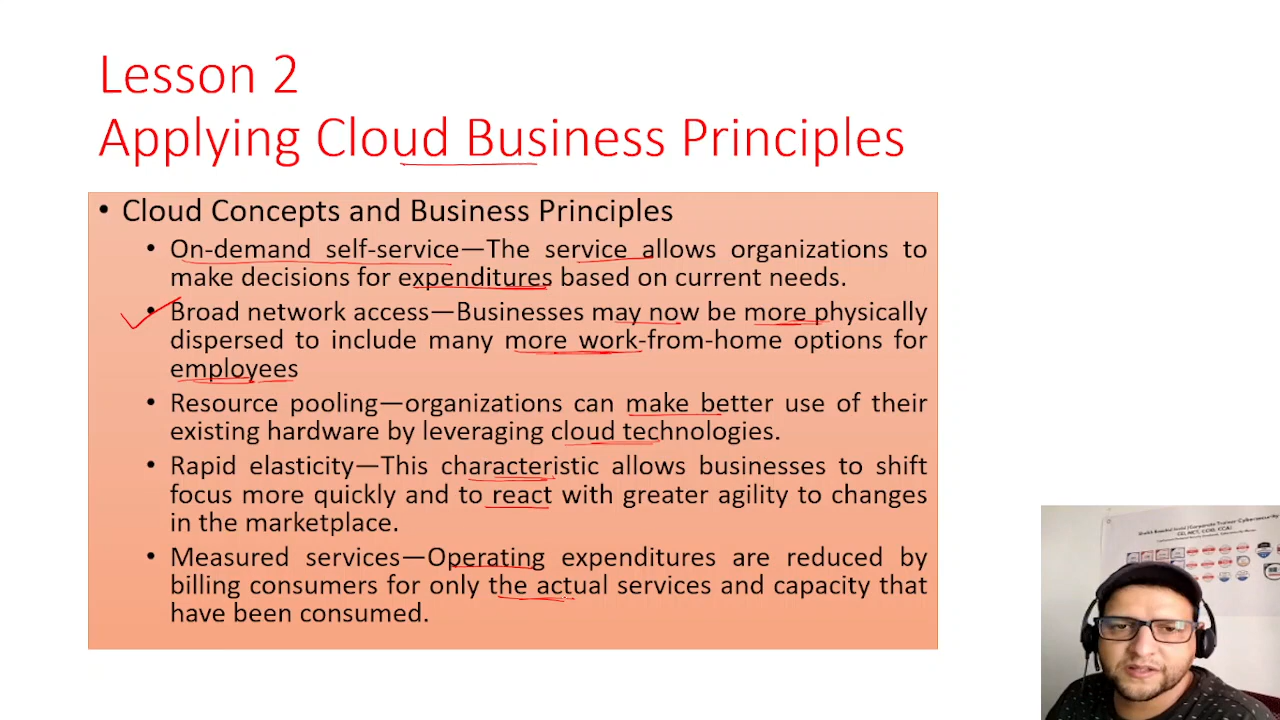 Lesson 2
Applying Cloud Business Principles
• Cloud Concepts and Business Principles
• On-demand self-service—The service allows organizations to
make decisions for expenditures based on current needs.
• Broad network access—Businesses may now be more physically
dispersed to include many more work-from-home options for
employees
• Resource pooling—organizations can make better use of their
existing hardware by leveraging cloud technologies.
• Rapid elasticity—This characteristic allows businesses to shift
focus more quickly and to react with greater agility to changes
in the marketplace.
• Measured services—Operating expenditures are reduced by
billing consumers for only the actual services and capacity that
have been consumed.
Corporate Trainer Cybersecurity